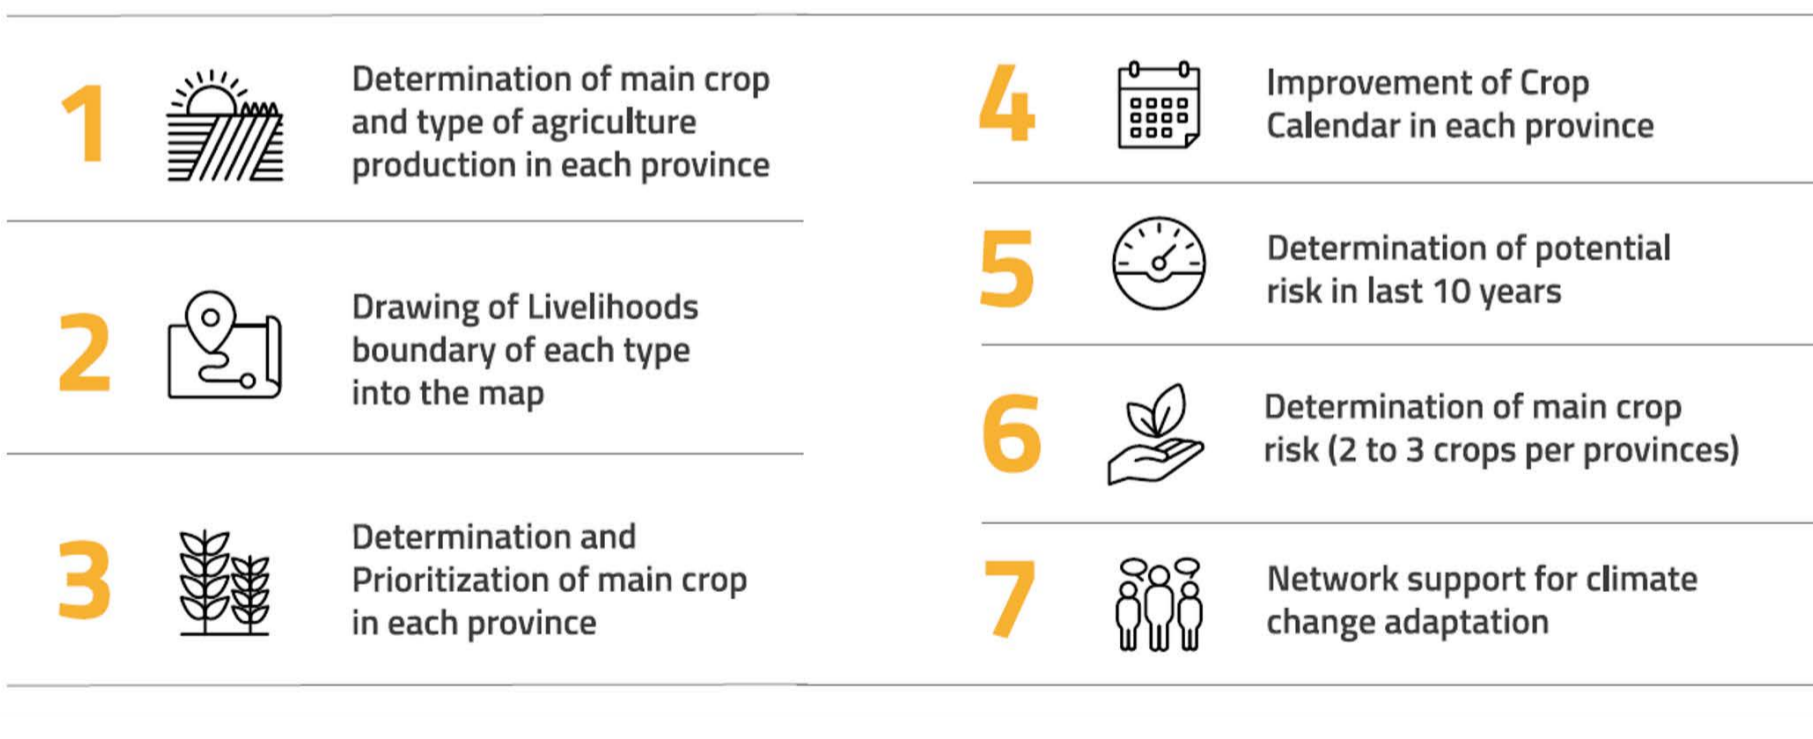 1
Determination of main crop
and type of agriculture
production in each province
2
Drawing of Livelihoods
boundary of each type
into the map
3
Determination and
Prioritization of main crop
in each province
4
Improvement of Crop
Calendar in each province
5
Determination of potential
risk in last 10 years
6
Determination of main crop
risk (2 to 3 crops per provinces)
7
Network support for climate
change adaptation